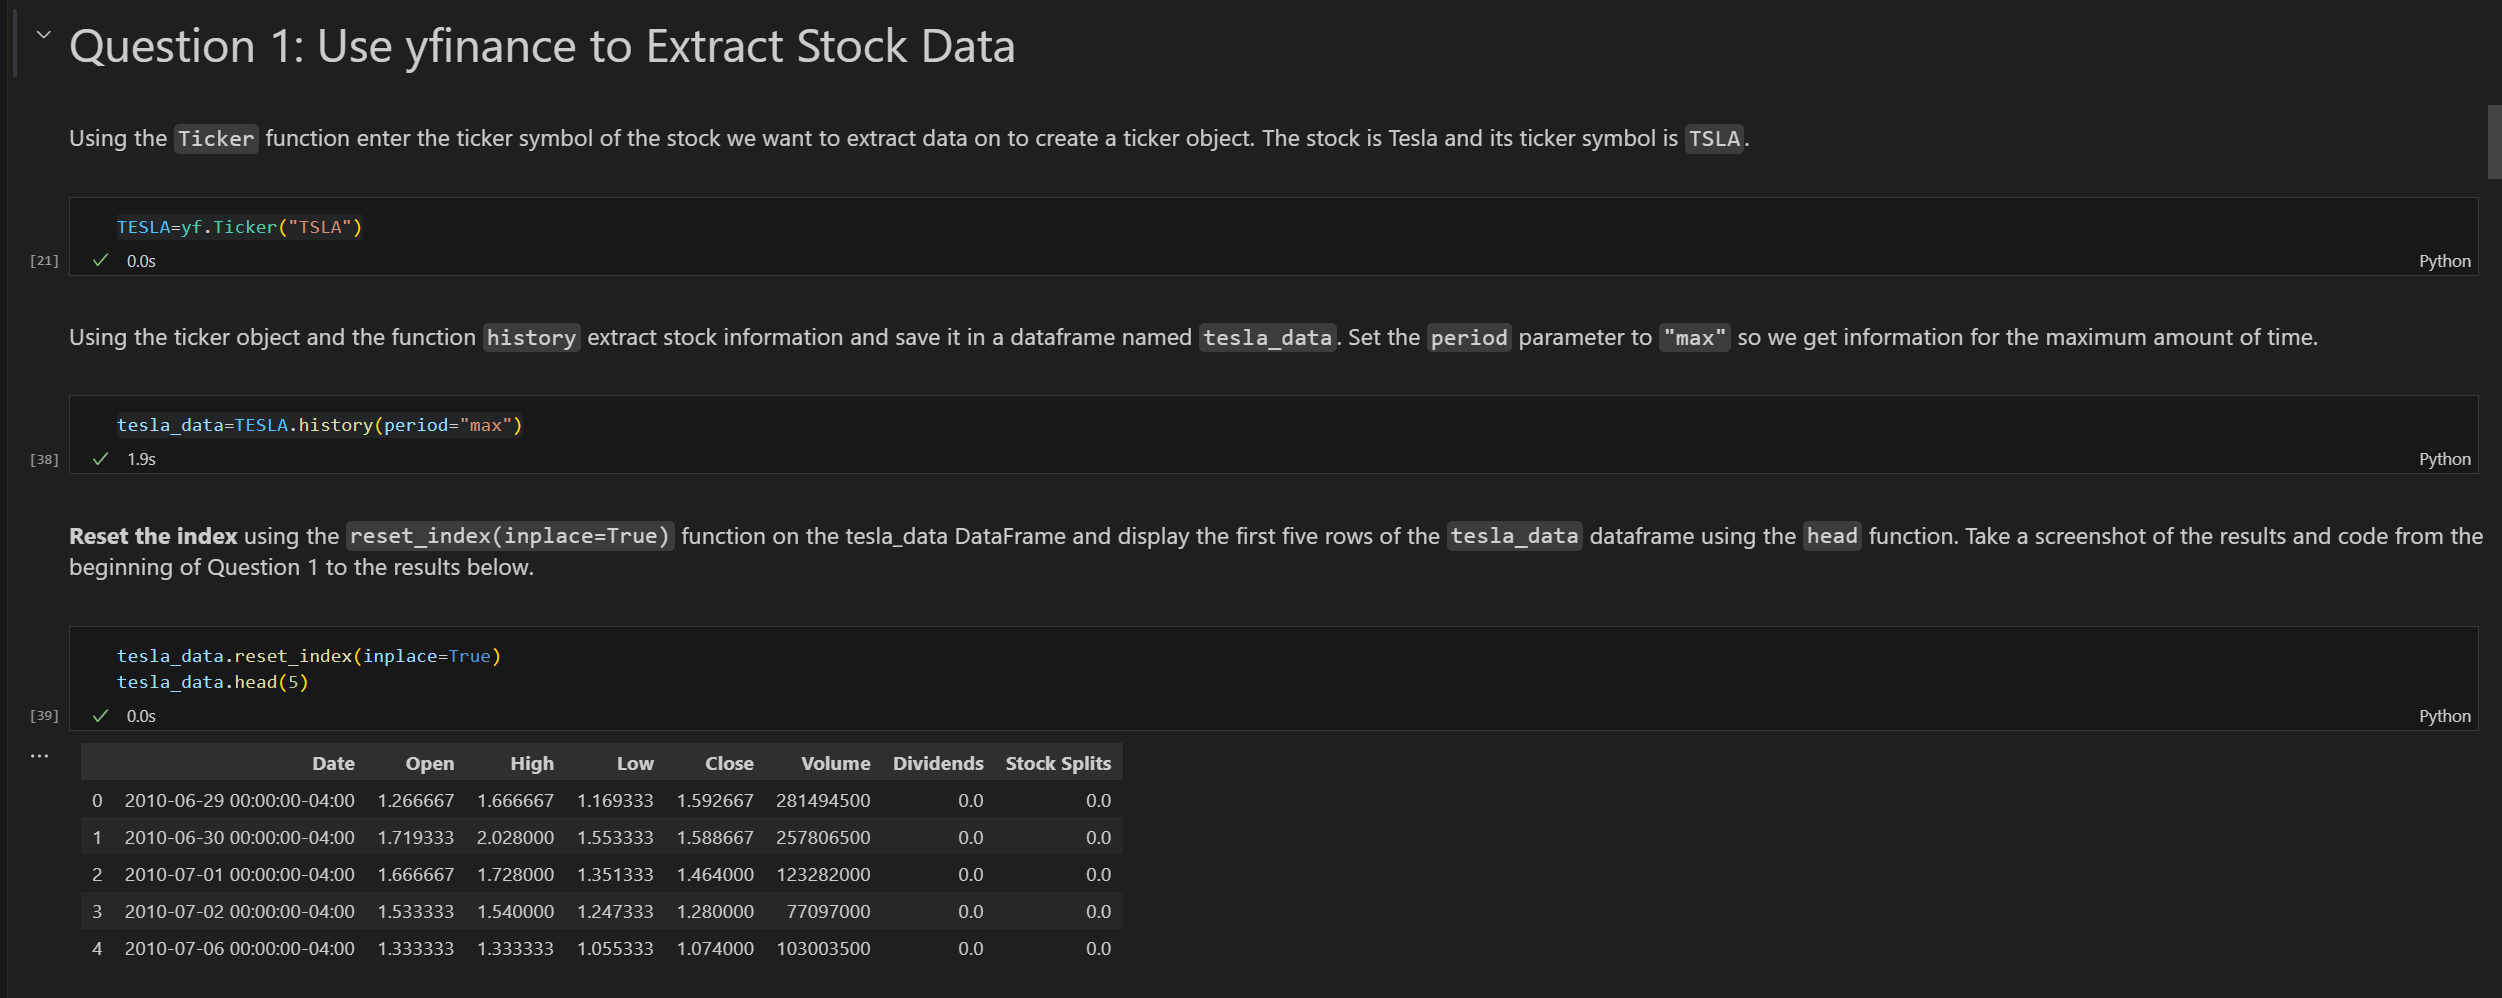 Question 1: Use yfinance to Extract Stock Data
Using the Ticker function enter the ticker symbol of the stock we want to extract data on to create a ticker object. The stock is Tesla and its ticker symbol is TSLA.
TESLA=yf.Ticker("TSLA")
[21] 0.0s Python
Using the ticker object and the function history extract stock information and save it in a dataframe named tesla_data. Set the period parameter to "max" so we get information for the maximum amount of time.
tesla_data=TESLA.history(period="max")
[38] 1.9s Python
Reset the index using the reset_index(inplace=True) function on the tesla_data DataFrame and display the first five rows of the tesla_data dataframe using the head function. Take a screenshot of the results and code from the
beginning of Question 1 to the results below.
tesla_data.reset_index(inplace=True)
tesla_data.head(5)
[39] 0.0s Python
... Date Open High Low Close Volume Dividends Stock Splits
0 2010-06-29 00:00:00-04:00 1.266667 1.666667 1.169333 1.592667 281494500 0.0 0.0
1 2010-06-30 00:00:00-04:00 1.719333 2.028000 1.553333 1.588667 257806500 0.0 0.0
2 2010-07-01 00:00:00-04:00 1.666667 1.728000 1.351333 1.464000 123282000 0.0 0.0
3 2010-07-02 00:00:00-04:00 1.533333 1.540000 1.247333 1.280000 77097000 0.0 0.0
4 2010-07-06 00:00:00-04:00 1.333333 1.333333 1.055333 1.074000 103003500 0.0 0.0